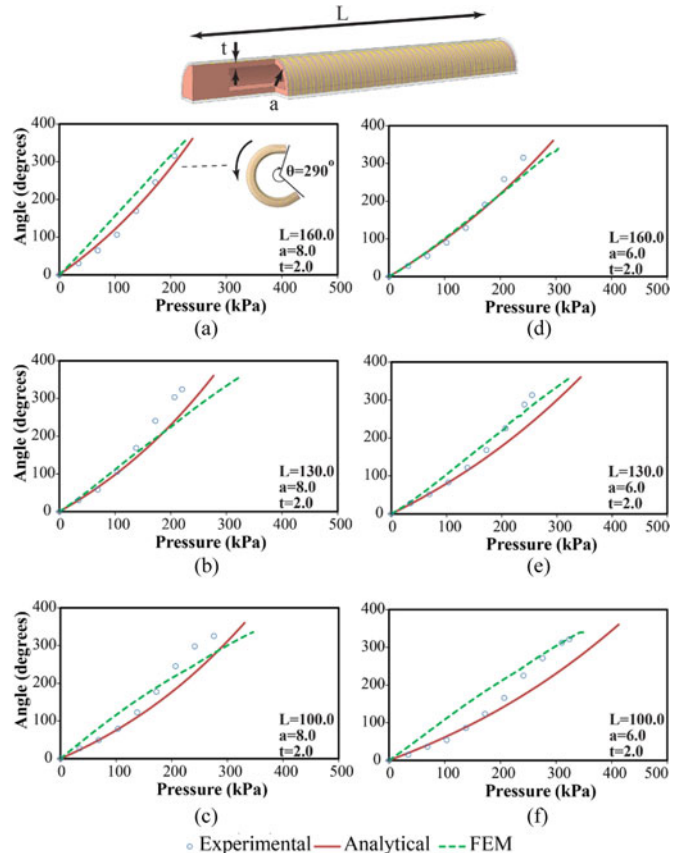 L
t
a
400
300
200
100
0
Angle (degrees)
θ=290°
L=160.0
a=8.0
t=2.0
0 100 200 300 400 500
Pressure (kPa)
(a)
400
300
200
100
0
L=160.0
a=6.0
t=2.0
0 100 200 300 400 500
Pressure (kPa)
(d)
400
300
200
100
0
Angle (degrees)
L=130.0
a=8.0
t=2.0
0 100 200 300 400 500
Pressure (kPa)
(b)
400
300
200
100
0
Angle (degrees)
L=130.0
a=6.0
t=2.0
0 100 200 300 400 500
Pressure (kPa)
(e)
400
300
200
100
0
Angle (degrees)
L=100.0
a=8.0
t=2.0
0 100 200 300 400 500
Pressure (kPa)
(c)
400
300
200
100
0
L=100.0
a=6.0
t=2.0
0 100 200 300 400 500
Pressure (kPa)
(f)
Experimental Analytical FEM